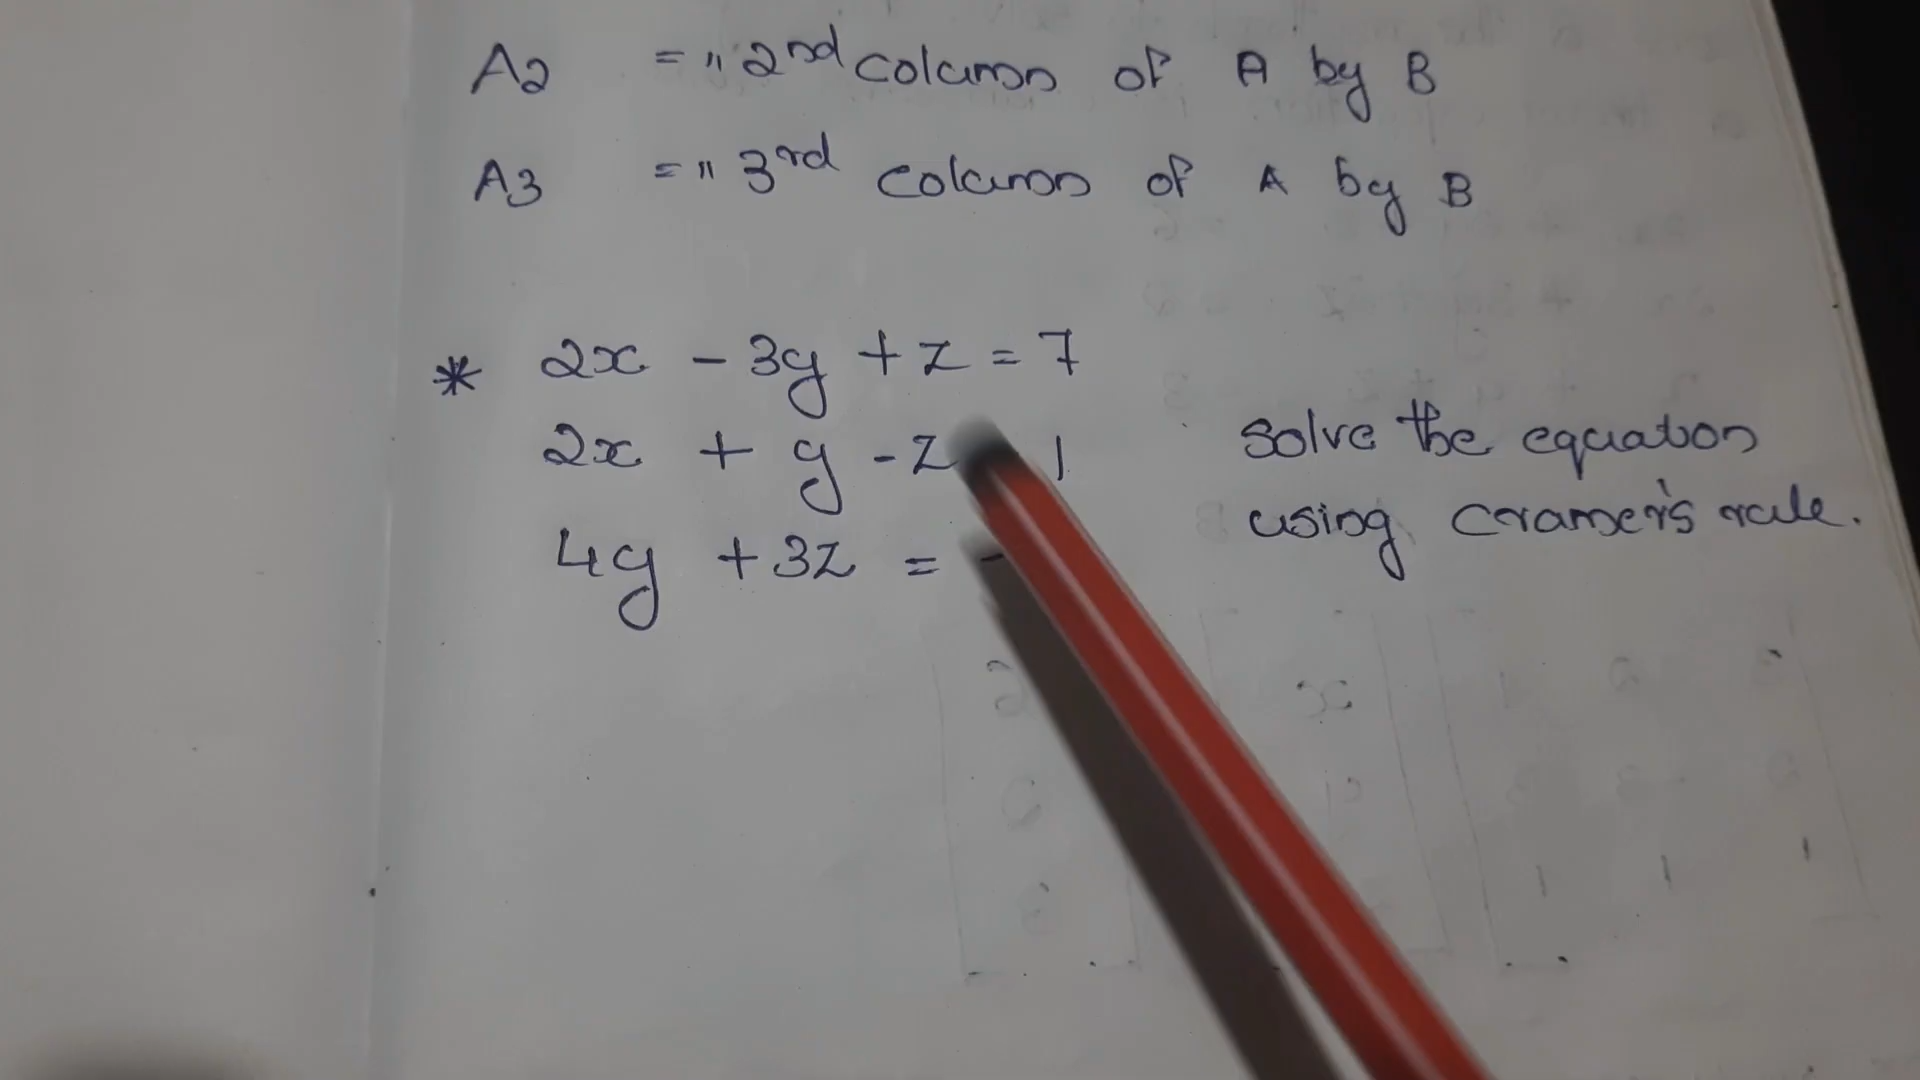 A2 = " 2nd column of A by B
A3 = " 3rd column of A by B
* 2x - 3y + z = 7
2x + y - z 1
4y + 3z = -
Solve the equation
using Cramer's rule.